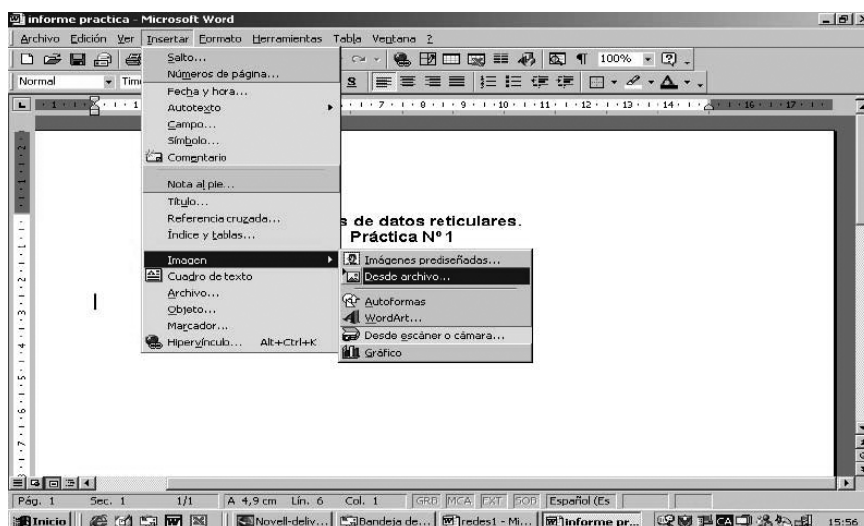 informe practica - Microsoft Word
Archivo Edición Ver Insertar Formato Herramientas Tabla Ventana ?
100%
Normal
Salto...
Números de página...
Fecha y hora...
Autotexto
Campo...
Símbolo...
Comentario
Nota al pie...
Título...
Referencia cruzada...
Índice y tablas...
Imagen
Cuadro de texto
Archivo...
Objeto...
Marcador...
Hipervínculo... Alt+Ctrl+K
Imágenes prediseñadas...
Desde archivo...
Autoformas
WordArt...
Desde escáner o cámara...
Gráfico
s de datos reticulares.
Práctica Nº 1
Pág. 1 Sec. 1 1/1 A 4,9 cm Lín. 6 Col. 1 GRB MCA EXT SOB Español (Es
Inicio Novell-deliv... Bandeja de... redes1 - Mi... informe pr... 15:56